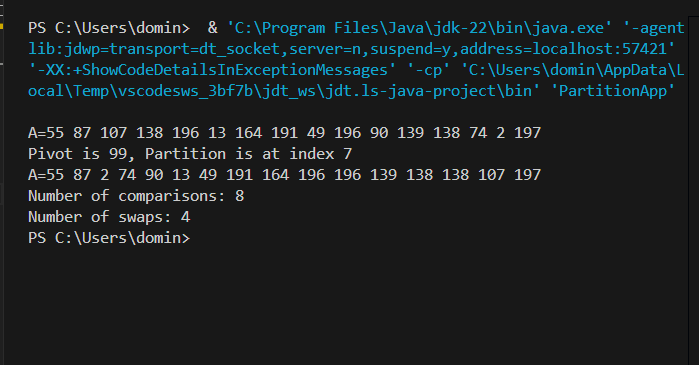 PS C:\Users\domin>  & 'C:\Program Files\Java\jdk-22\bin\java.exe' '-agent
lib:jdwp=transport=dt_socket,server=n,suspend=y,address=localhost:57421'
'-XX:+ShowCodeDetailsInExceptionMessages' '-cp' 'C:\Users\domin\AppData\L
ocal\Temp\vscodesws_3bf7b\jdt_ws\jdt.ls-java-project\bin' 'PartitionApp'
A=55 87 107 138 196 13 164 191 49 196 90 139 138 74 2 197
Pivot is 99, Partition is at index 7
A=55 87 2 74 90 13 49 191 164 196 196 139 138 138 107 197
Number of comparisons: 8
Number of swaps: 4
PS C:\Users\domin>